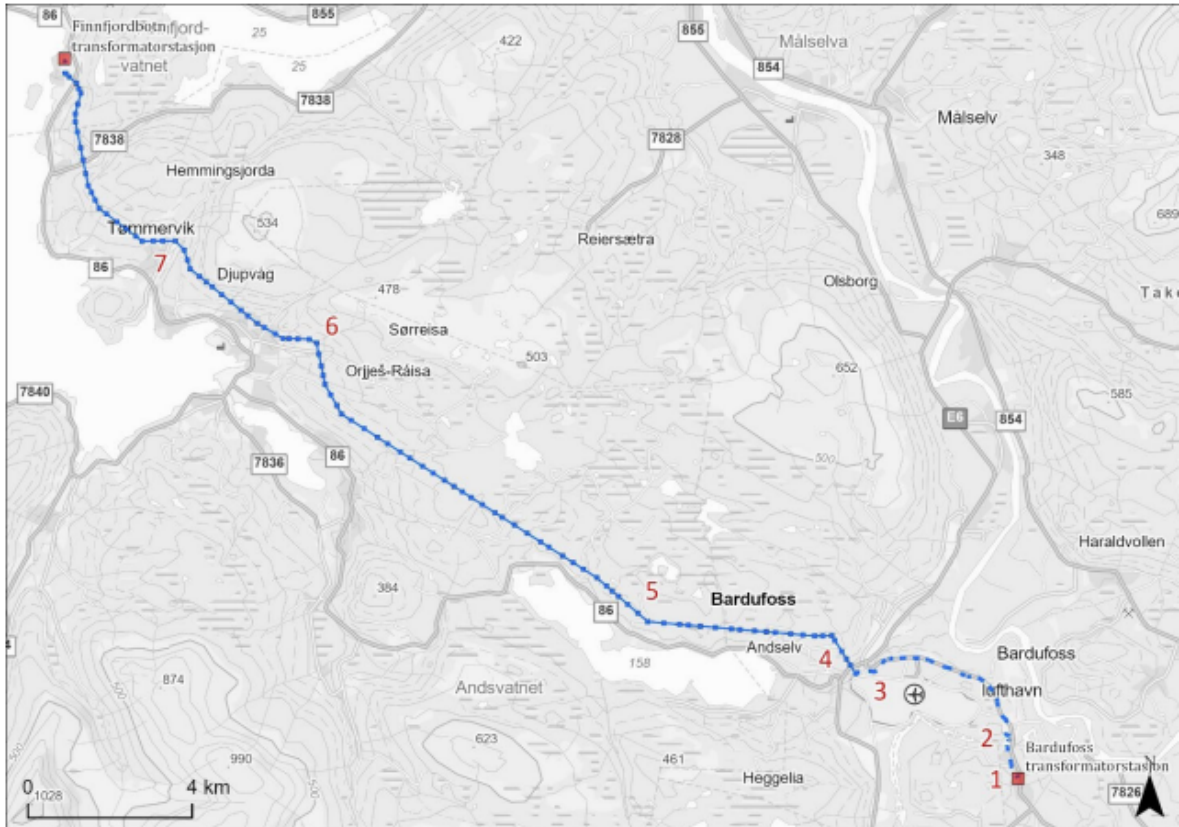 86
855
855
Finnfjordbotn
transformatorstasjon
vatnet
25
25
422
Målselva
854
7838
7838
7828
Målselv
348
Hemmingsjorda
689
534
Tømmervik
Reiersætra
86
7
Djupvåg
Olsborg
478
6
Sørreisa
503
Orjješ-Ráisa
652
7840
585
E6
854
86
7836
500
Haraldvollen
384
5
86
Bardufoss
Andselv
4
Bardufoss
158
Andsvatnet
3
lufthavn
874
500
2
623
461
Bardufoss
transformatorstasjon
990
Heggelia
1
0
4 km
7826
1028
500
N